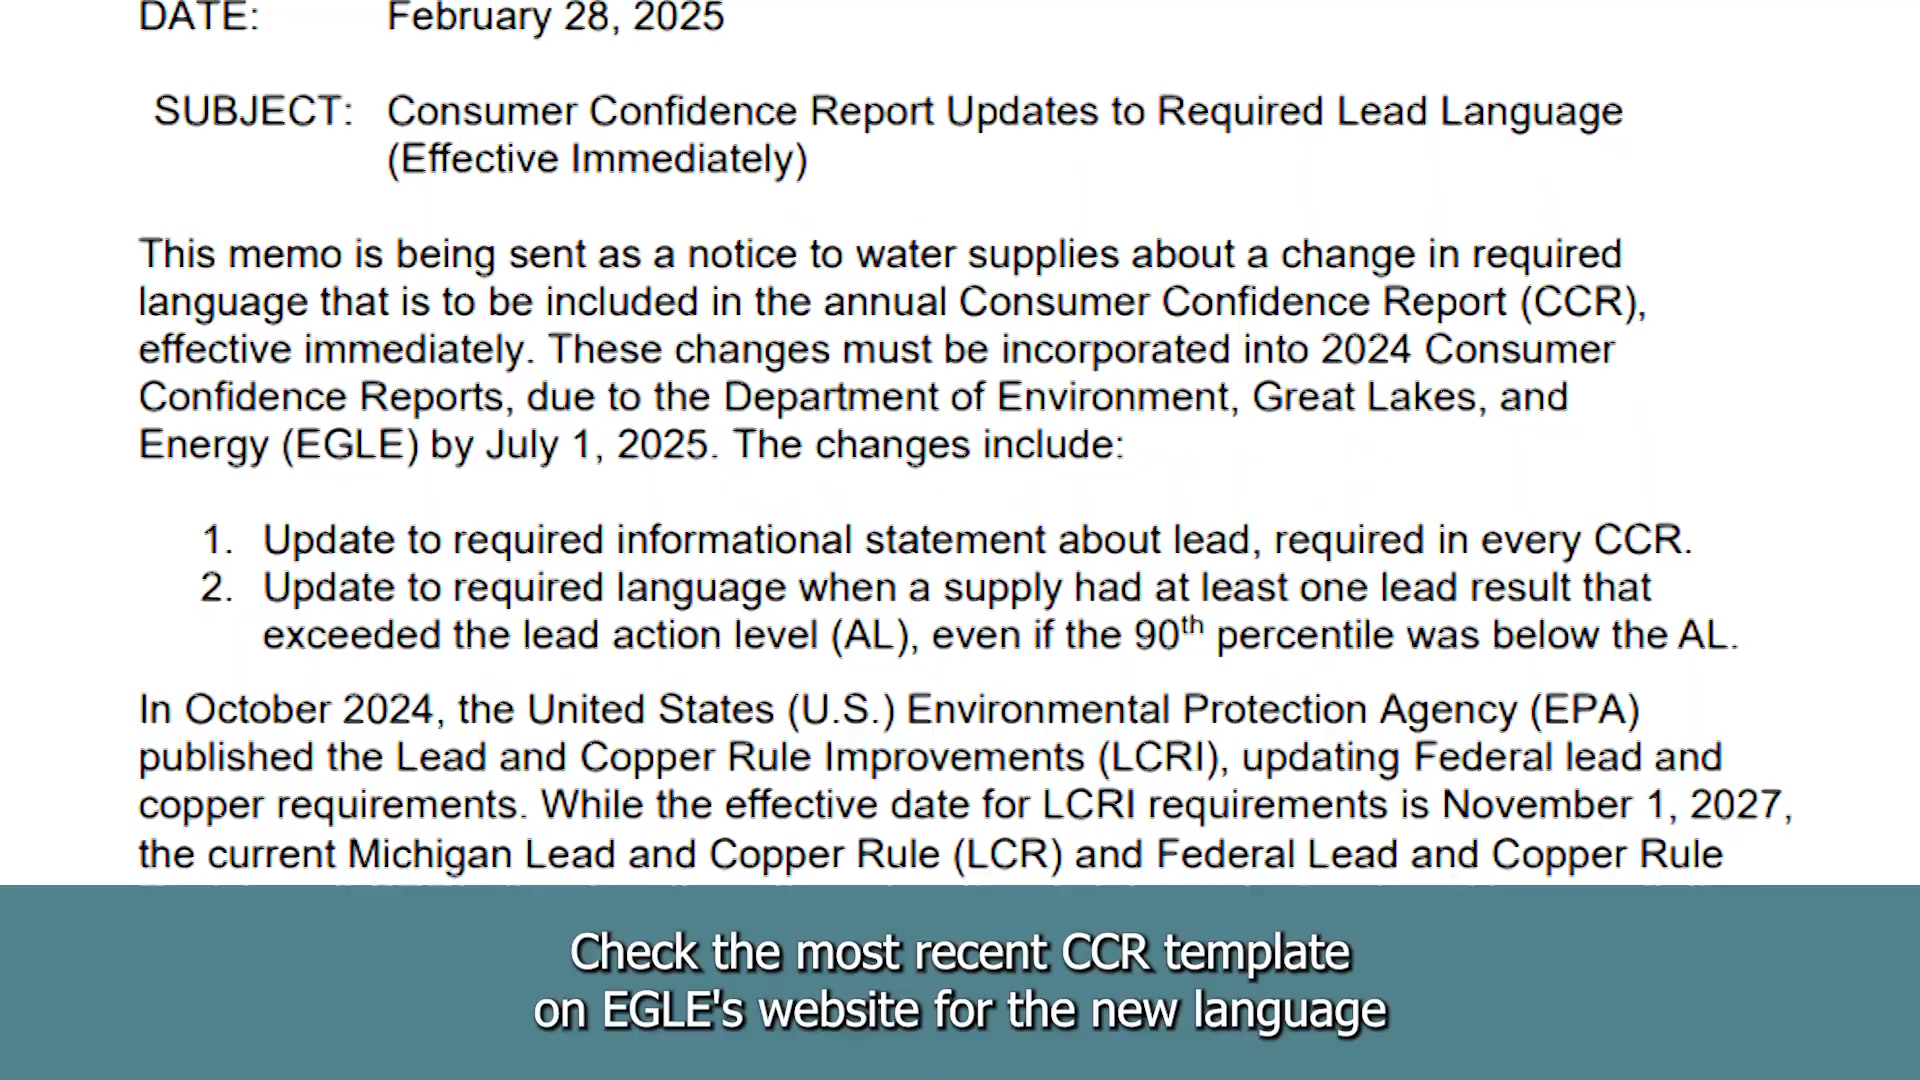 DATE: February 28, 2025
SUBJECT: Consumer Confidence Report Updates to Required Lead Language
(Effective Immediately)
This memo is being sent as a notice to water supplies about a change in required
language that is to be included in the annual Consumer Confidence Report (CCR),
effective immediately. These changes must be incorporated into 2024 Consumer
Confidence Reports, due to the Department of Environment, Great Lakes, and
Energy (EGLE) by July 1, 2025. The changes include:
1. Update to required informational statement about lead, required in every CCR.
2. Update to required language when a supply had at least one lead result that
exceeded the lead action level (AL), even if the 90th percentile was below the AL.
In October 2024, the United States (U.S.) Environmental Protection Agency (EPA)
published the Lead and Copper Rule Improvements (LCRI), updating Federal lead and
copper requirements. While the effective date for LCRI requirements is November 1, 2027,
the current Michigan Lead and Copper Rule (LCR) and Federal Lead and Copper Rule
Check the most recent CCR template
on EGLE's website for the new language